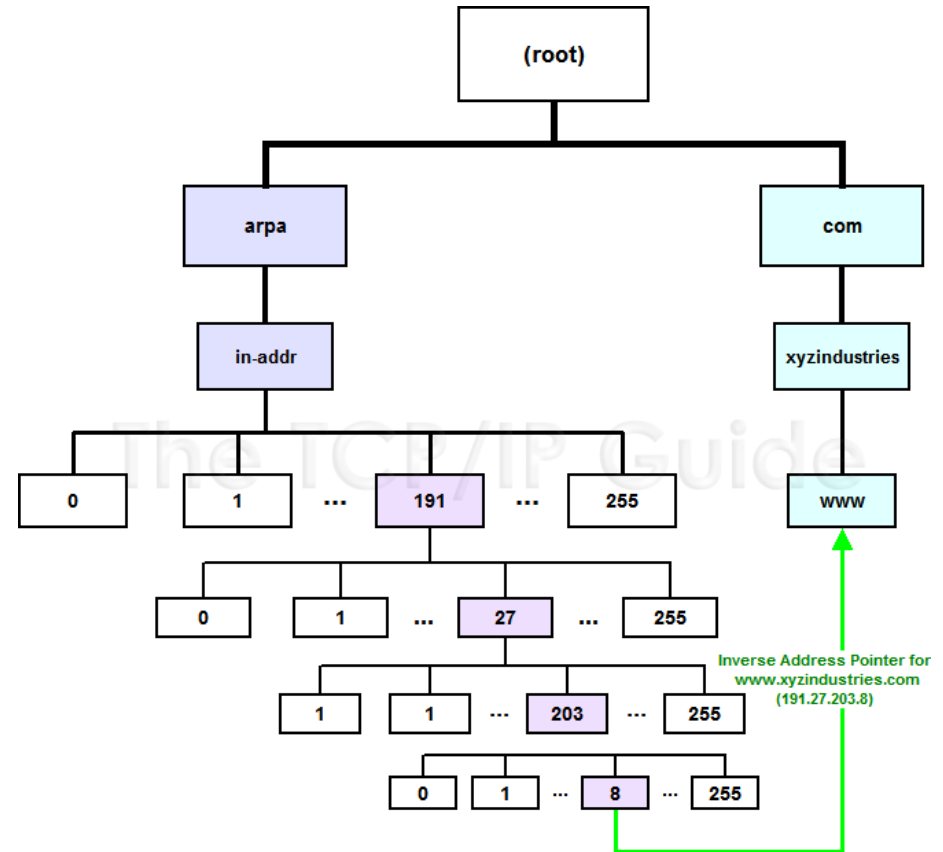 (root)
arpa
com
in-addr
xyzindustries
The TCP/IP Guide
0
1
...
191
...
255
www
0
1
...
27
...
255
Inverse Address Pointer for
www.xyzindustries.com
(191.27.203.8)
1
1
...
203
...
255
0
1
...
8
...
255